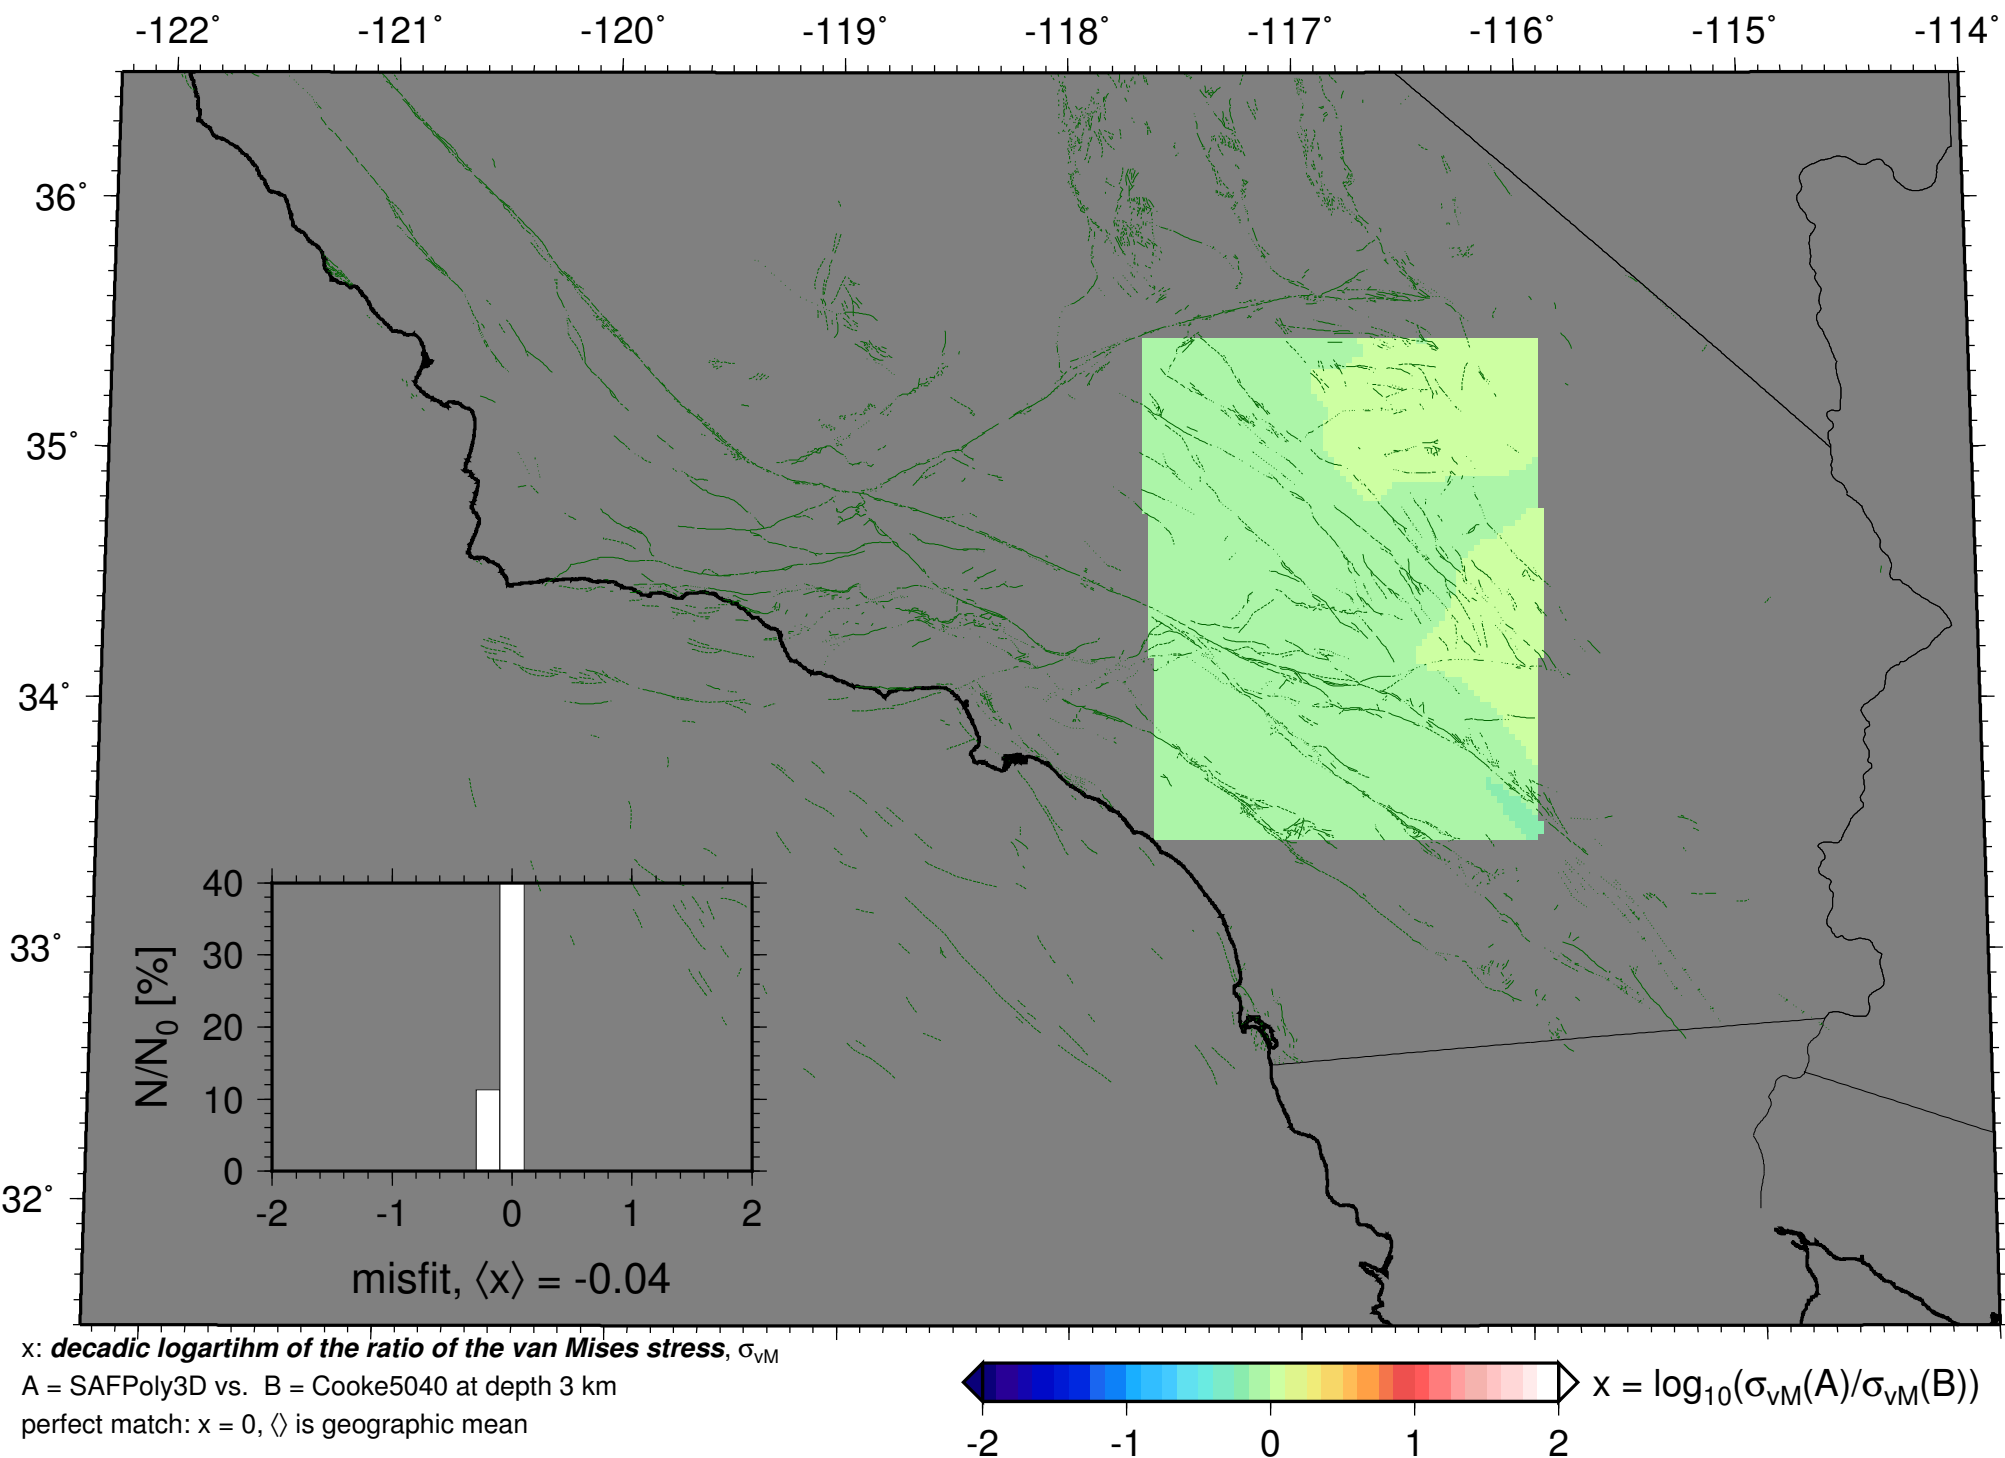 -122° -121° -120° -119° -118° -117° -116° -115° -114°
36°
35°
34°
33°
32°
40
30
20
10
0
N/N0 [%]
-2 -1 0 1 2
misfit, ⟨x⟩ = -0.04
x: decadic logartihm of the ratio of the van Mises stress, σvM
A = SAFPoly3D vs. B = Cooke5040 at depth 3 km
perfect match: x = 0, ⟨⟩ is geographic mean
x = log10(σvM(A)/σvM(B))
-2 -1 0 1 2